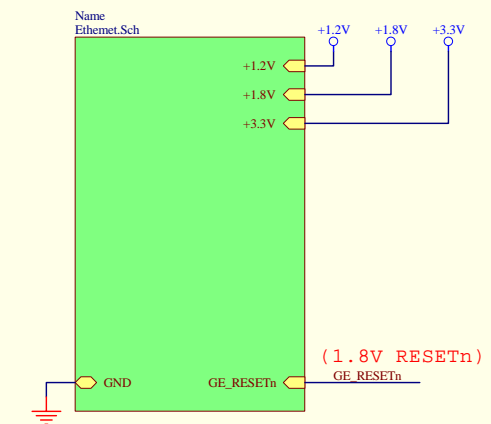 Name
Ethemet.Sch
+1.2V +1.8V +3.3V
+1.2V
+1.8V
+3.3V
(1.8V RESETn)
GND GE_RESETn GE_RESETn